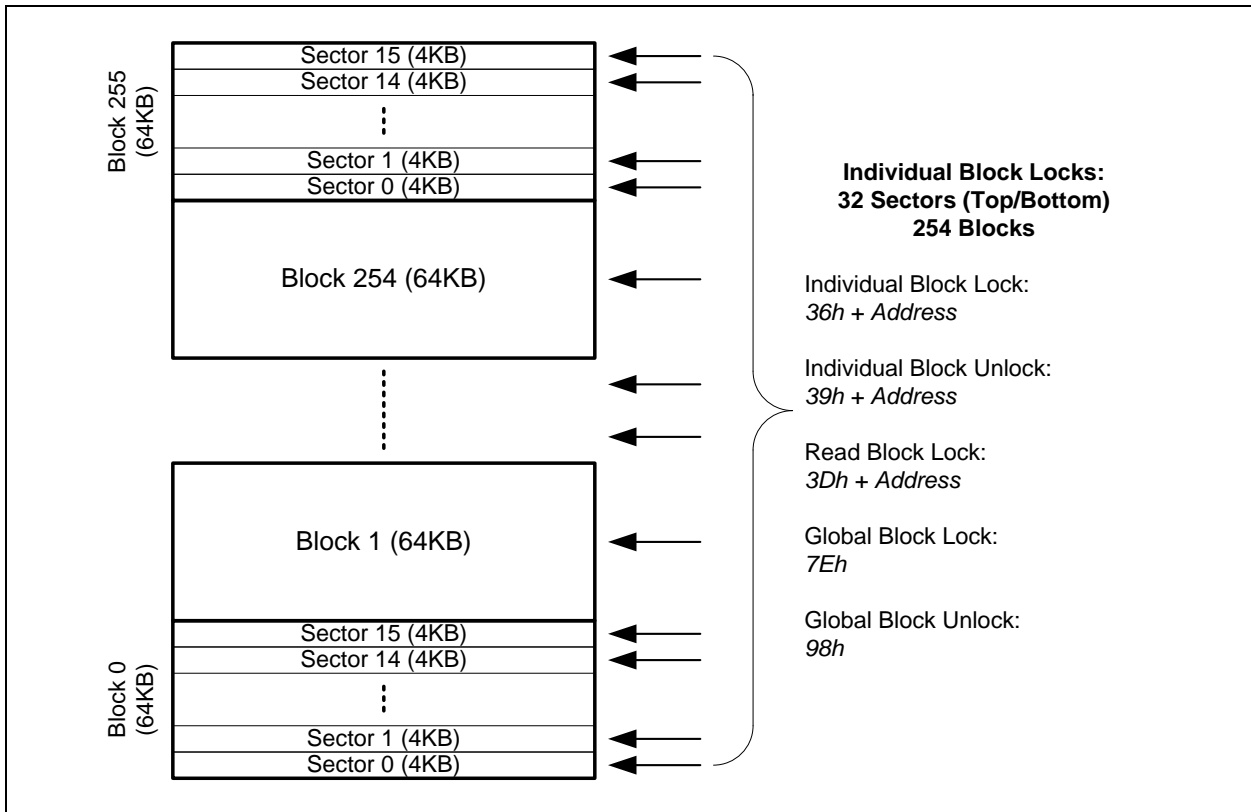 Block 255
(64KB)
Sector 15 (4KB)
Sector 14 (4KB)
Sector 1 (4KB)
Sector 0 (4KB)
Block 254 (64KB)
Block 1 (64KB)
Block 0
(64KB)
Sector 15 (4KB)
Sector 14 (4KB)
Sector 1 (4KB)
Sector 0 (4KB)
Individual Block Locks:
32 Sectors (Top/Bottom)
254 Blocks
Individual Block Lock:
36h + Address
Individual Block Unlock:
39h + Address
Read Block Lock:
3Dh + Address
Global Block Lock:
7Eh
Global Block Unlock:
98h